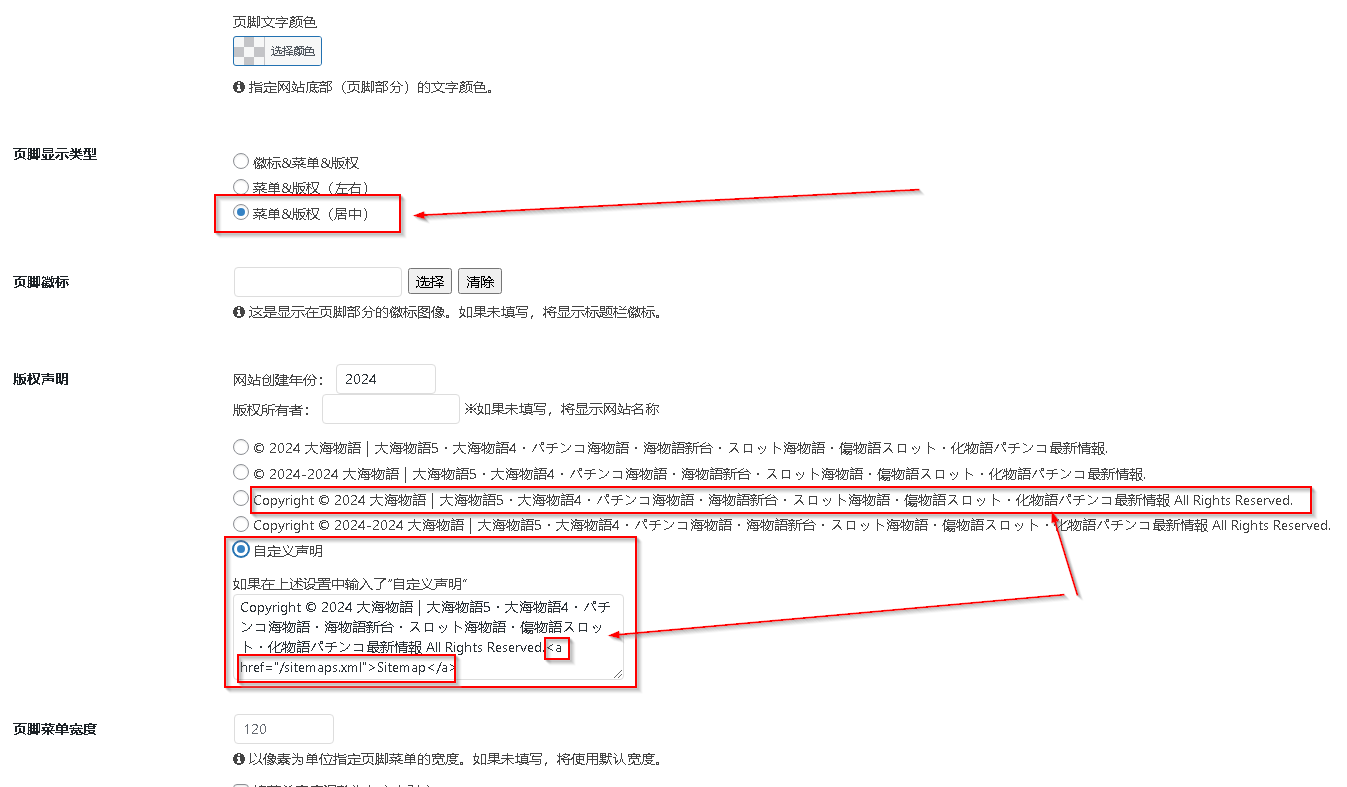 页脚文字颜色
选择颜色
指定网站底部（页脚部分）的文字颜色。
页脚显示类型
徽标&菜单&版权
菜单&版权（左右）
菜单&版权（居中）
页脚徽标
选择 清除
这是显示在页脚部分的徽标图像。如果未填写，将显示标题栏徽标。
版权声明
网站创建年份： 2024
版权所有者： ※如果未填写，将显示网站名称
© 2024 大海物語 | 大海物語5・大海物語4・パチンコ海物語・海物語新台・スロット海物語・傷物語スロット・化物語パチンコ最新情報.
© 2024-2024 大海物語 | 大海物語5・大海物語4・パチンコ海物語・海物語新台・スロット海物語・傷物語スロット・化物語パチンコ最新情報.
Copyright © 2024 大海物語 | 大海物語5・大海物語4・パチンコ海物語・海物語新台・スロット海物語・傷物語スロット・化物語パチンコ最新情報 All Rights Reserved.
Copyright © 2024-2024 大海物語 | 大海物語5・大海物語4・パチンコ海物語・海物語新台・スロット海物語・傷物語スロット・化物語パチンコ最新情報 All Rights Reserved.
自定义声明
如果在上述设置中输入了"自定义声明"
Copyright © 2024 大海物語 | 大海物語5・大海物語4・パチ
ンコ海物語・海物語新台・スロット海物語・傷物語スロッ
ト・化物語パチンコ最新情報 All Rights Reserved.<a
href="/sitemaps.xml">Sitemap</a>
页脚菜单宽度
120
以像素为单位指定页脚菜单的宽度。如果未填写，将使用默认宽度。